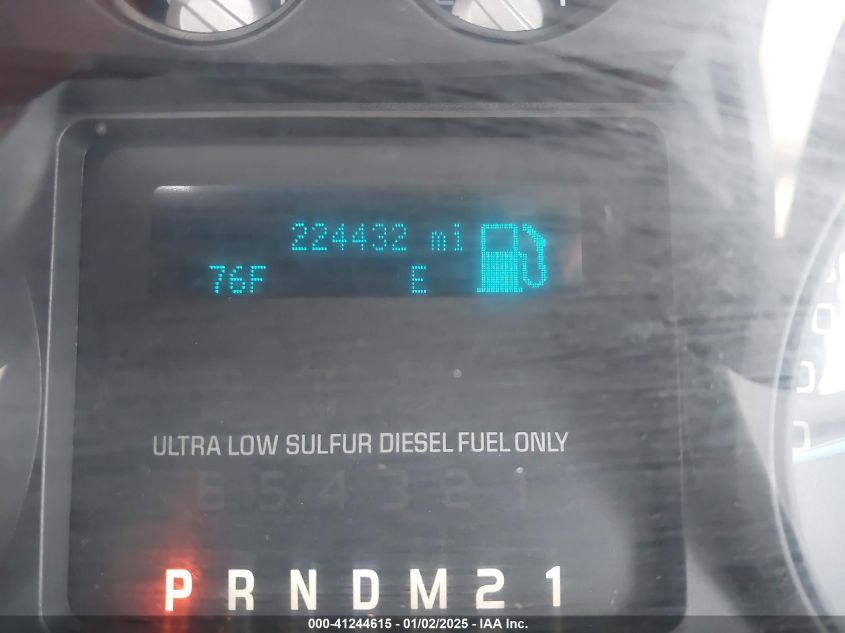 224432 mi
76F E
ULTRA LOW SULFUR DIESEL FUEL ONLY
6 5 4 3 2 1
P R N D M 2 1
000-41244615 - 01/02/2025 - IAA Inc.